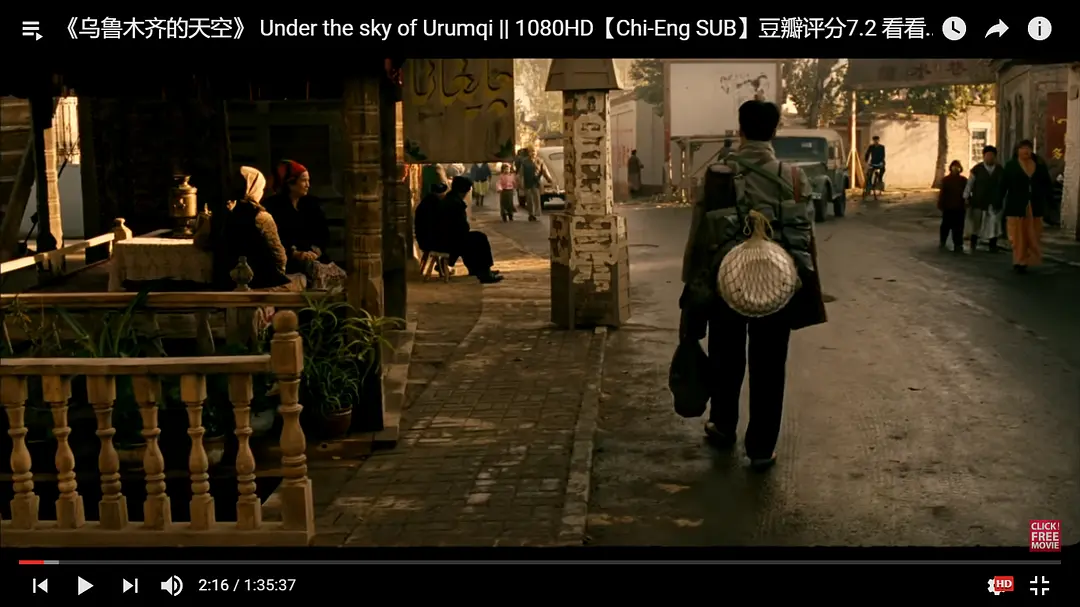 《乌鲁木齐的天空》 Under the sky of Urumqi || 1080HD【Chi-Eng SUB】豆瓣评分7.2 看看...
CLICK!
FREE
MOVIE
2:16 / 1:35:37
HD